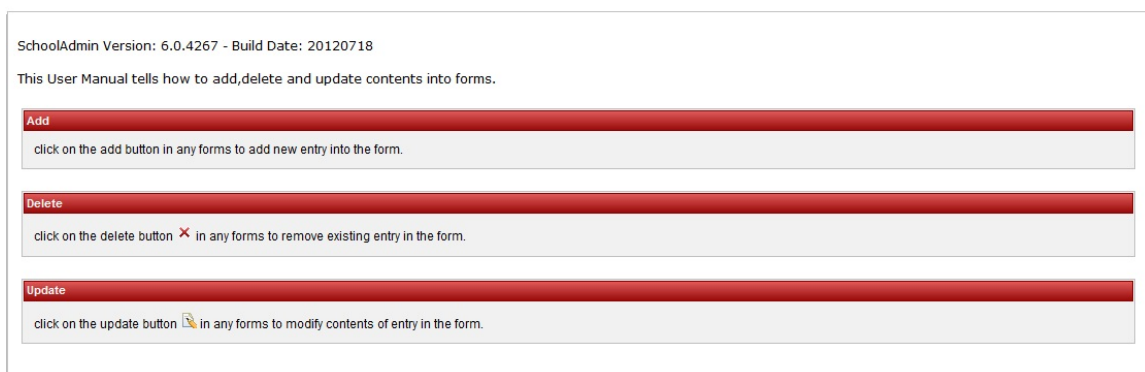 SchoolAdmin Version: 6.0.4267 - Build Date: 20120718
This User Manual tells how to add,delete and update contents into forms.
Add
click on the add button in any forms to add new entry into the form.
Delete
click on the delete button in any forms to remove existing entry in the form.
Update
click on the update button in any forms to modify contents of entry in the form.